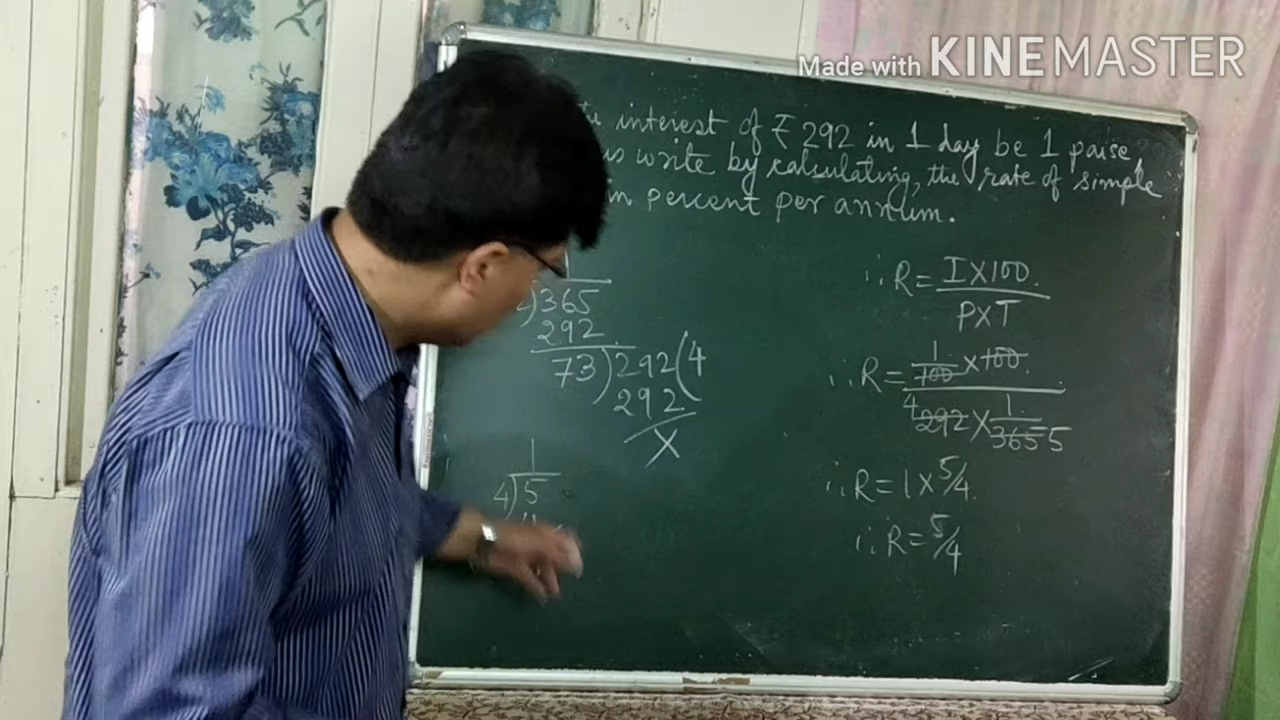 Made with KINEMASTER
interest of ₹ 292 in 1 day be 1 paise,
write by calculating, the rate of simple
in percent per annum.
1
)365
292
73)292(4
292
X
1
4)5
∴ R = I X 100
P X T
∴ R = 1/100 X 100
4 292 X 1/365 5
∴ R = 1 X 5/4
∴ R = 5/4